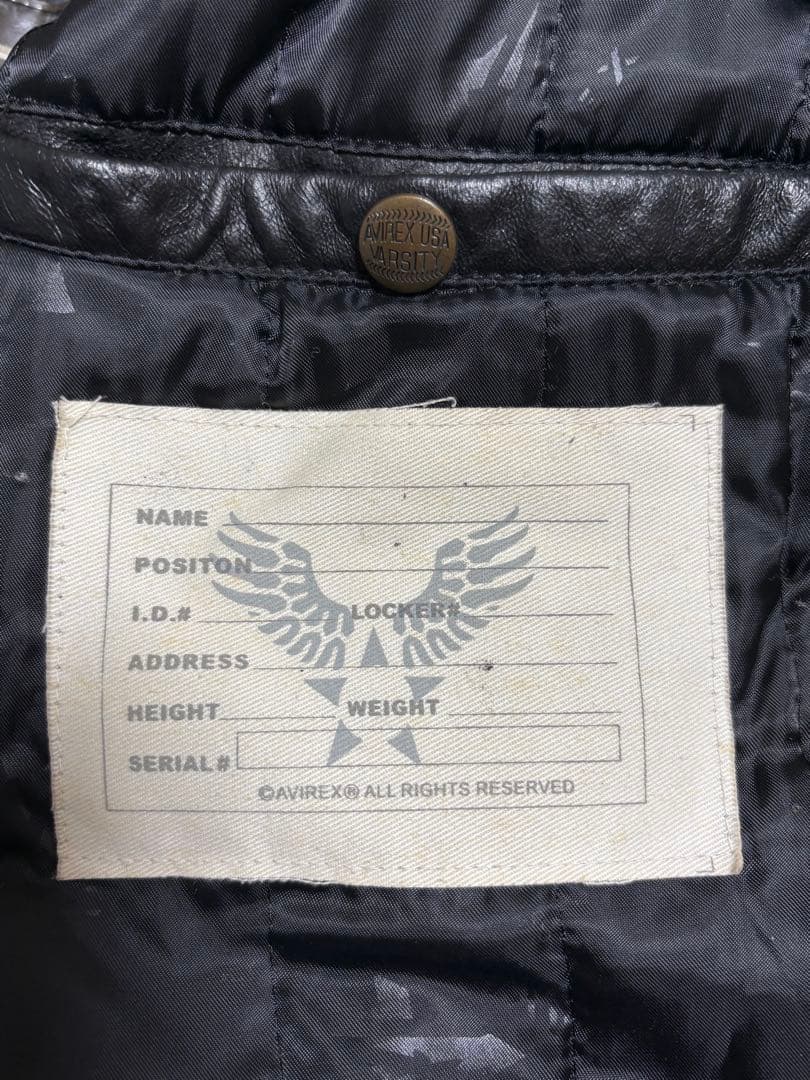 AVIREX USA
VARSITY
NAME
POSITON
I.D.# LOCKER#
ADDRESS
HEIGHT WEIGHT
SERIAL#
©AVIREX® ALL RIGHTS RESERVED